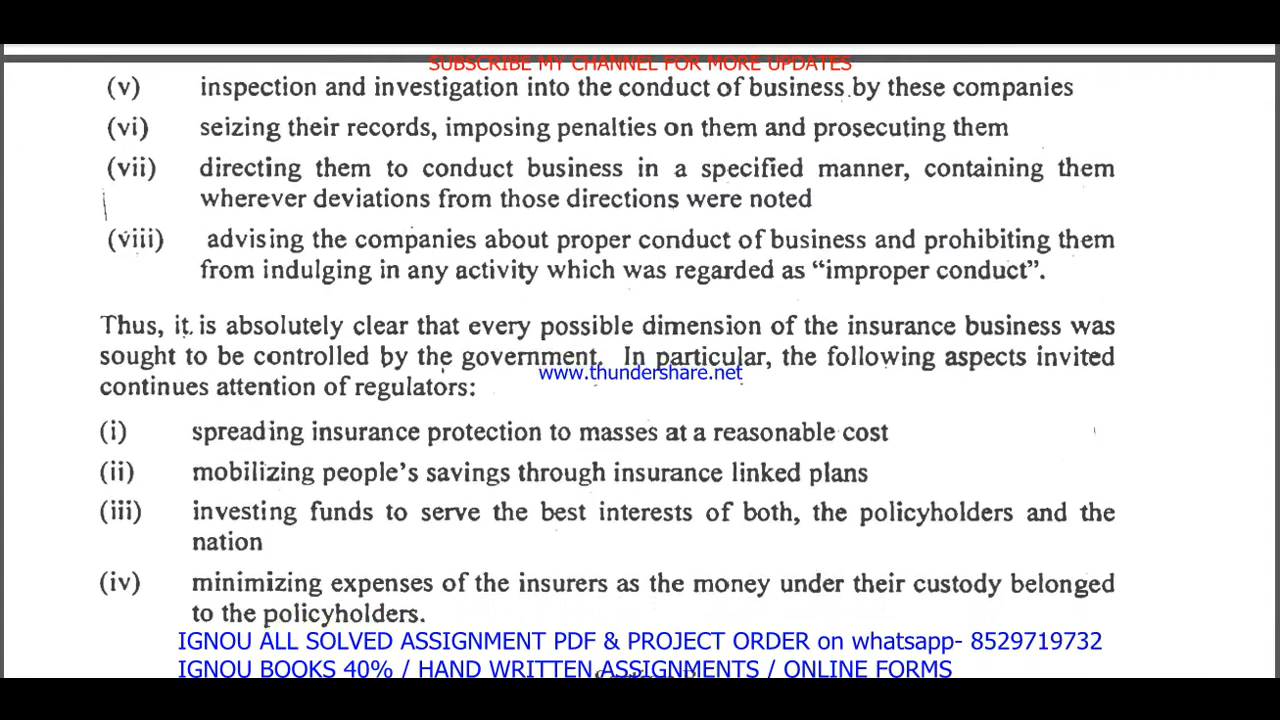 SUBSCRIBE MY CHANNEL FOR MORE UPDATES
(v) inspection and investigation into the conduct of business by these companies
(vi) seizing their records, imposing penalties on them and prosecuting them
(vii) directing them to conduct business in a specified manner, containing them
wherever deviations from those directions were noted
(viii) advising the companies about proper conduct of business and prohibiting them
from indulging in any activity which was regarded as “improper conduct”.
Thus, it is absolutely clear that every possible dimension of the insurance business was
sought to be controlled by the government. In particular, the following aspects invited
www.thundershare.net
continues attention of regulators:
(i) spreading insurance protection to masses at a reasonable cost
(ii) mobilizing people’s savings through insurance linked plans
(iii) investing funds to serve the best interests of both, the policyholders and the
nation
(iv) minimizing expenses of the insurers as the money under their custody belonged
to the policyholders.
IGNOU ALL SOLVED ASSIGNMENT PDF & PROJECT ORDER on whatsapp- 8529719732
IGNOU BOOKS 40% / HAND WRITTEN ASSIGNMENTS / ONLINE FORMS